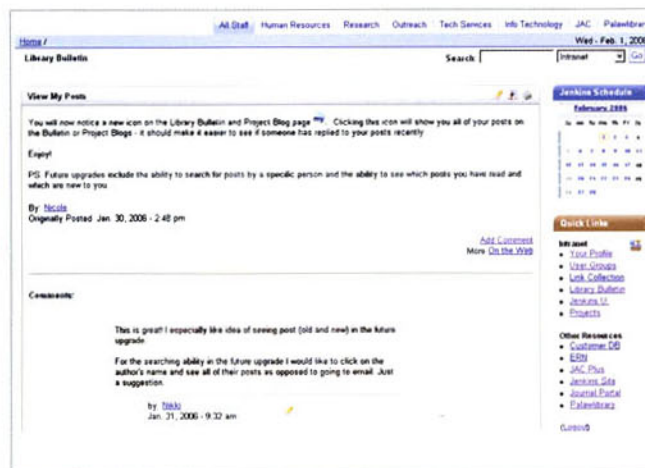 All Staff Human Resources Research Outreach Tech Services Info Technology JAC Palawlibrary
Home / Wed - Feb. 1, 2006
Library Bulletin Search: Intranet Go
View My Posts
You will now notice a new icon on the Library Bulletin and Project Blog page . Clicking this icon will show you all of your posts on
the Bulletin or Project Blogs - it should make it easier to see if someone has replied to your posts recently.
Enjoy!
PS. Future upgrades include the ability to search for posts by a specific person and the ability to see which posts you have read and
which are new to you.
By: Nicole
Originally Posted: Jan. 30, 2006 - 2:48 pm
Add Comment
More On the Web
Comments:
This is great! I especially like idea of seeing post (old and new) in the future
upgrade.
For the searching ability in the future upgrade I would like to click on the
author's name and see all of their posts as opposed to going to email. Just
a suggestion.
by: Nikki
Jan. 31, 2006 - 9:32 am
Jenkins Schedule
February 2006
Quick Links
Intranet
Your Profile
User Groups
Link Collection
Library Bulletin
Jenkins U.
Projects
Other Resources
Customer DB
ERN
JAC Plus
Jenkins Site
Journal Portal
Palawlibrary
(Logout)